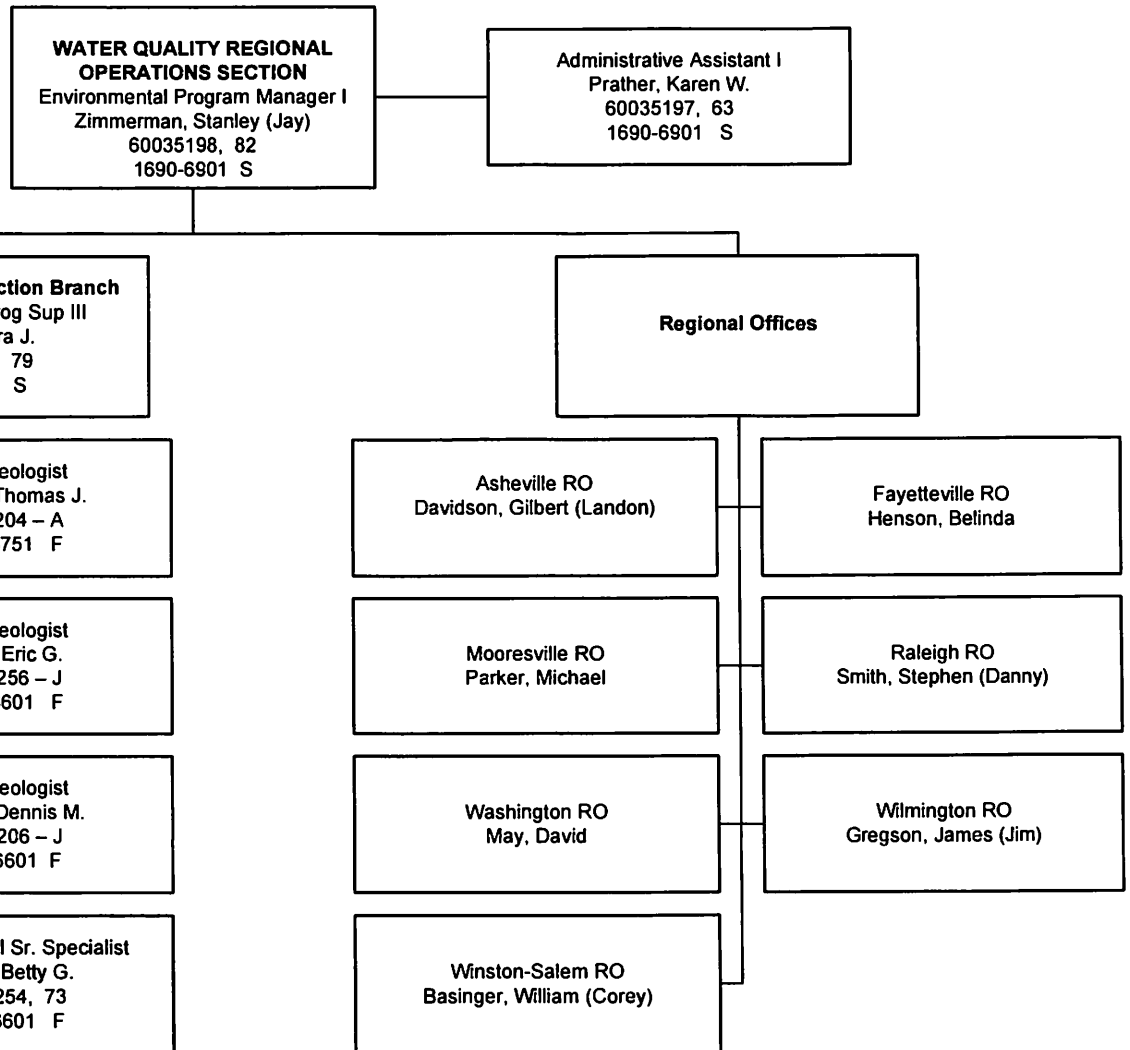 WATER QUALITY REGIONAL
OPERATIONS SECTION
Environmental Program Manager I
Zimmerman, Stanley (Jay)
60035198, 82
1690-6901 S
Administrative Assistant I
Prather, Karen W.
60035197, 63
1690-6901 S
ction Branch
og Sup III
ra J.
79
S
Regional Offices
eologist
Thomas J.
204 – A
751 F
Asheville RO
Davidson, Gilbert (Landon)
Fayetteville RO
Henson, Belinda
eologist
Eric G.
256 – J
601 F
Mooresville RO
Parker, Michael
Raleigh RO
Smith, Stephen (Danny)
eologist
Dennis M.
206 – J
6601 F
Washington RO
May, David
Wilmington RO
Gregson, James (Jim)
l Sr. Specialist
Betty G.
254, 73
6601 F
Winston-Salem RO
Basinger, William (Corey)